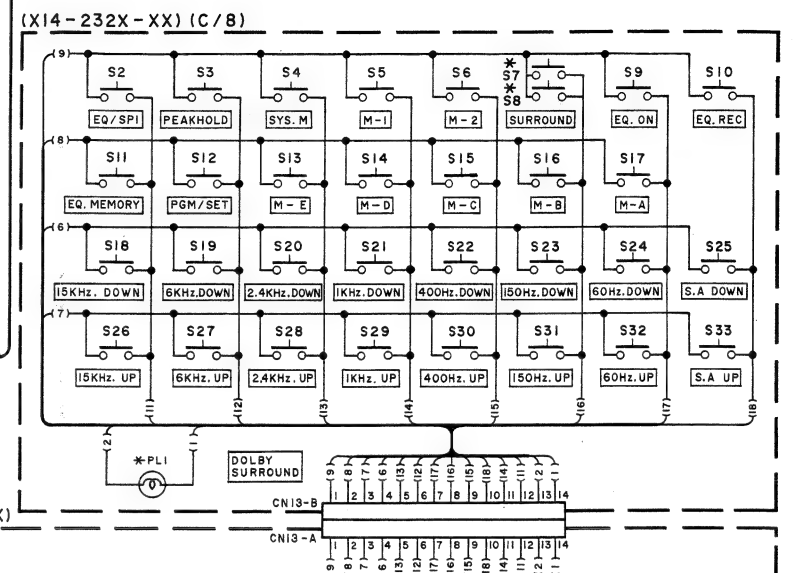 (X14-232X-XX)(C/8)
(9)
S2 S3 S4 S5 S6 *S7 S9 S10
*S8
EQ/SPI PEAKHOLD SYS.M M-1 M-2 SURROUND EQ.ON EQ.REC
(8)
S11 S12 S13 S14 S15 S16 S17
EQ.MEMORY PGM/SET M-E M-D M-C M-B M-A
(6)
S18 S19 S20 S21 S22 S23 S24 S25
15KHz.DOWN 6KHz.DOWN 2.4KHz.DOWN 1KHz.DOWN 400Hz.DOWN 150Hz.DOWN 60Hz.DOWN S.A DOWN
(7)
S26 S27 S28 S29 S30 S31 S32 S33
15KHz.UP 6KHz.UP 2.4KHz.UP 1KHz.UP 400Hz.UP 150Hz.UP 60Hz.UP S.A UP
(11) (12) (13) (14) (15) (16) (17) (18)
(2) (1)
*PL1
DOLBY
SURROUND
(9) (8) (7) (6) (13) (12) (17) (16) (15) (18) (14) (11) (2) (1)
CN13-B 1 2 3 4 5 6 7 8 9 10 11 12 13 14
X)
CN13-A 1 2 3 4 5 6 7 8 9 10 11 12 13 14
9) 8) 7) 6) 13) 12) 17) 16) 15) 18) 14) 11) 2) 1)